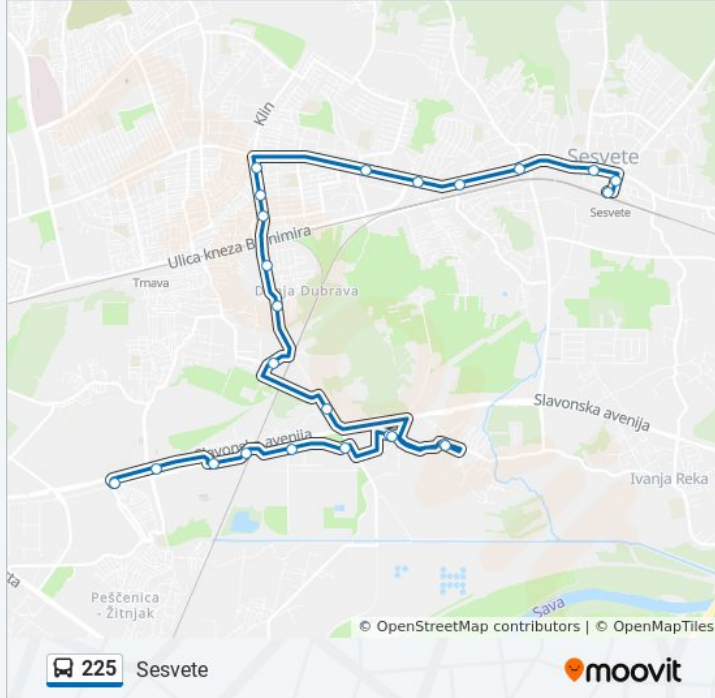 Klin
Sesvete
Sesvete
Ulica kneza Branimira
Trnava
Donja Dubrava
Slavonska avenija
Slavonska avenija
Ivanja Reka
Peščenica
- Žitnjak
Sava
© OpenStreetMap contributors | © OpenMapTiles
225 Sesvete
moovit